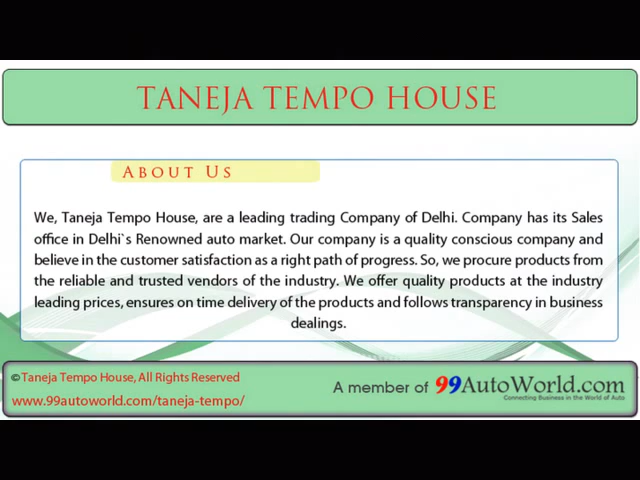 TANEJA TEMPO HOUSE
ABOUT US
We, Taneja Tempo House, are a leading trading Company of Delhi. Company has its Sales
office in Delhi`s Renowned auto market. Our company is a quality conscious company and
believe in the customer satisfaction as a right path of progress. So, we procure products from
the reliable and trusted vendors of the industry. We offer quality products at the industry
leading prices, ensures on time delivery of the products and follows transparency in business
dealings.
©Taneja Tempo House, All Rights Reserved
www.99autoworld.com/taneja-tempo/
A member of 99AutoWorld.com
Connecting Business in the World of Auto